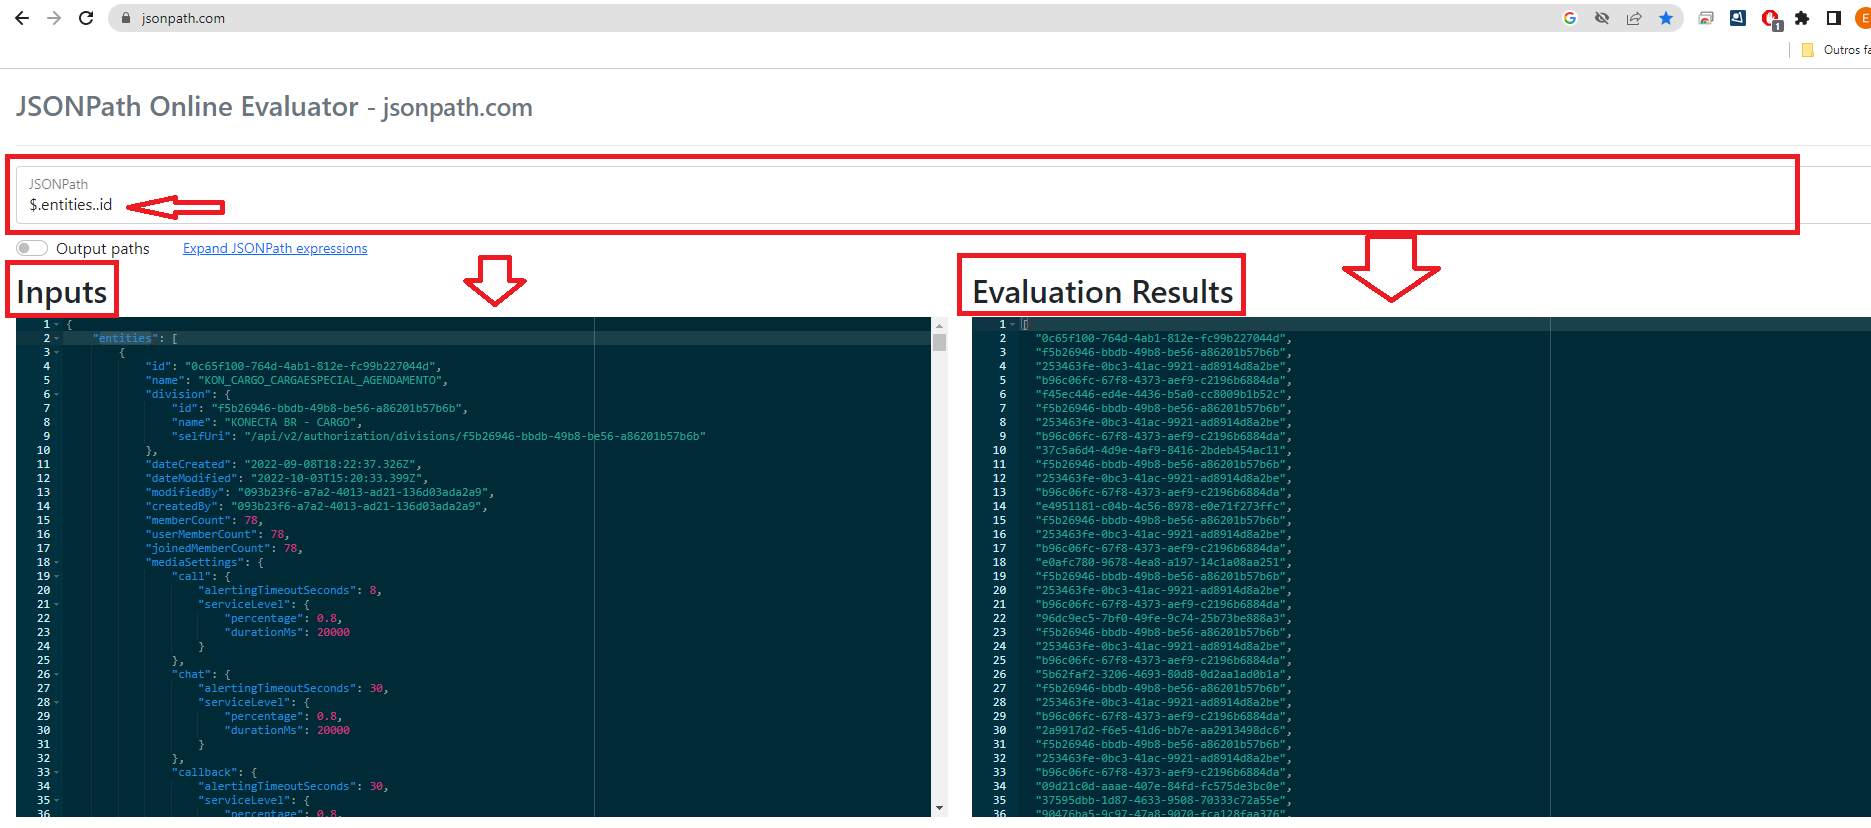 jsonpath.com
1
E
Outros fa
JSONPath Online Evaluator - jsonpath.com
JSONPath
$.entities..id
Output paths
Expand JSONPath expressions
Inputs
1 {
2 "entities": [
3 {
4 "id": "0c65f100-764d-4ab1-812e-fc99b227044d",
5 "name": "KON_CARGO_CARGAESPECIAL_AGENDAMENTO",
6 "division": {
7 "id": "f5b26946-bbdb-49b8-be56-a86201b57b6b",
8 "name": "KONECTA BR - CARGO",
9 "selfUri": "/api/v2/authorization/divisions/f5b26946-bbdb-49b8-be56-a86201b57b6b"
10 },
11 "dateCreated": "2022-09-08T18:22:37.326Z",
12 "dateModified": "2022-10-03T15:20:33.399Z",
13 "modifiedBy": "093b23f6-a7a2-4013-ad21-136d03ada2a9",
14 "createdBy": "093b23f6-a7a2-4013-ad21-136d03ada2a9",
15 "memberCount": 78,
16 "userMemberCount": 78,
17 "joinedMemberCount": 78,
18 "mediaSettings": {
19 "call": {
20 "alertingTimeoutSeconds": 8,
21 "serviceLevel": {
22 "percentage": 0.8,
23 "durationMs": 20000
24 }
25 },
26 "chat": {
27 "alertingTimeoutSeconds": 30,
28 "serviceLevel": {
29 "percentage": 0.8,
30 "durationMs": 20000
31 }
32 },
33 "callback": {
34 "alertingTimeoutSeconds": 30,
35 "serviceLevel": {
36 "percentage": 0.8,
Evaluation Results
1 [
2 "0c65f100-764d-4ab1-812e-fc99b227044d",
3 "f5b26946-bbdb-49b8-be56-a86201b57b6b",
4 "253463fe-0bc3-41ac-9921-ad8914d8a2be",
5 "b96c06fc-67f8-4373-aef9-c2196b6884da",
6 "f45ec446-ed4e-4436-b5a0-cc8009b1b52c",
7 "f5b26946-bbdb-49b8-be56-a86201b57b6b",
8 "253463fe-0bc3-41ac-9921-ad8914d8a2be",
9 "b96c06fc-67f8-4373-aef9-c2196b6884da",
10 "37c5a6d4-4d9e-4af9-8416-2bdeb454ac11",
11 "f5b26946-bbdb-49b8-be56-a86201b57b6b",
12 "253463fe-0bc3-41ac-9921-ad8914d8a2be",
13 "b96c06fc-67f8-4373-aef9-c2196b6884da",
14 "e4951181-c04b-4c56-8978-e0e71f273ffc",
15 "f5b26946-bbdb-49b8-be56-a86201b57b6b",
16 "253463fe-0bc3-41ac-9921-ad8914d8a2be",
17 "b96c06fc-67f8-4373-aef9-c2196b6884da",
18 "e0afc780-9678-4ea8-a197-14c1a08aa251",
19 "f5b26946-bbdb-49b8-be56-a86201b57b6b",
20 "253463fe-0bc3-41ac-9921-ad8914d8a2be",
21 "b96c06fc-67f8-4373-aef9-c2196b6884da",
22 "96dc9ec5-7bf0-49fe-9c74-25b73be888a3",
23 "f5b26946-bbdb-49b8-be56-a86201b57b6b",
24 "253463fe-0bc3-41ac-9921-ad8914d8a2be",
25 "b96c06fc-67f8-4373-aef9-c2196b6884da",
26 "5b62faf2-3206-4693-80d8-0d2aa1ad0b1a",
27 "f5b26946-bbdb-49b8-be56-a86201b57b6b",
28 "253463fe-0bc3-41ac-9921-ad8914d8a2be",
29 "b96c06fc-67f8-4373-aef9-c2196b6884da",
30 "2a9917d2-f6e5-41d6-bb7e-aa2913498dc6",
31 "f5b26946-bbdb-49b8-be56-a86201b57b6b",
32 "253463fe-0bc3-41ac-9921-ad8914d8a2be",
33 "b96c06fc-67f8-4373-aef9-c2196b6884da",
34 "09d21c0d-aaae-407e-84fd-fc575de3bc0e",
35 "37595dbb-1d87-4633-9508-70333c72a55e",
36 "90476ba5-9c97-47a8-9070-fca128faa376",